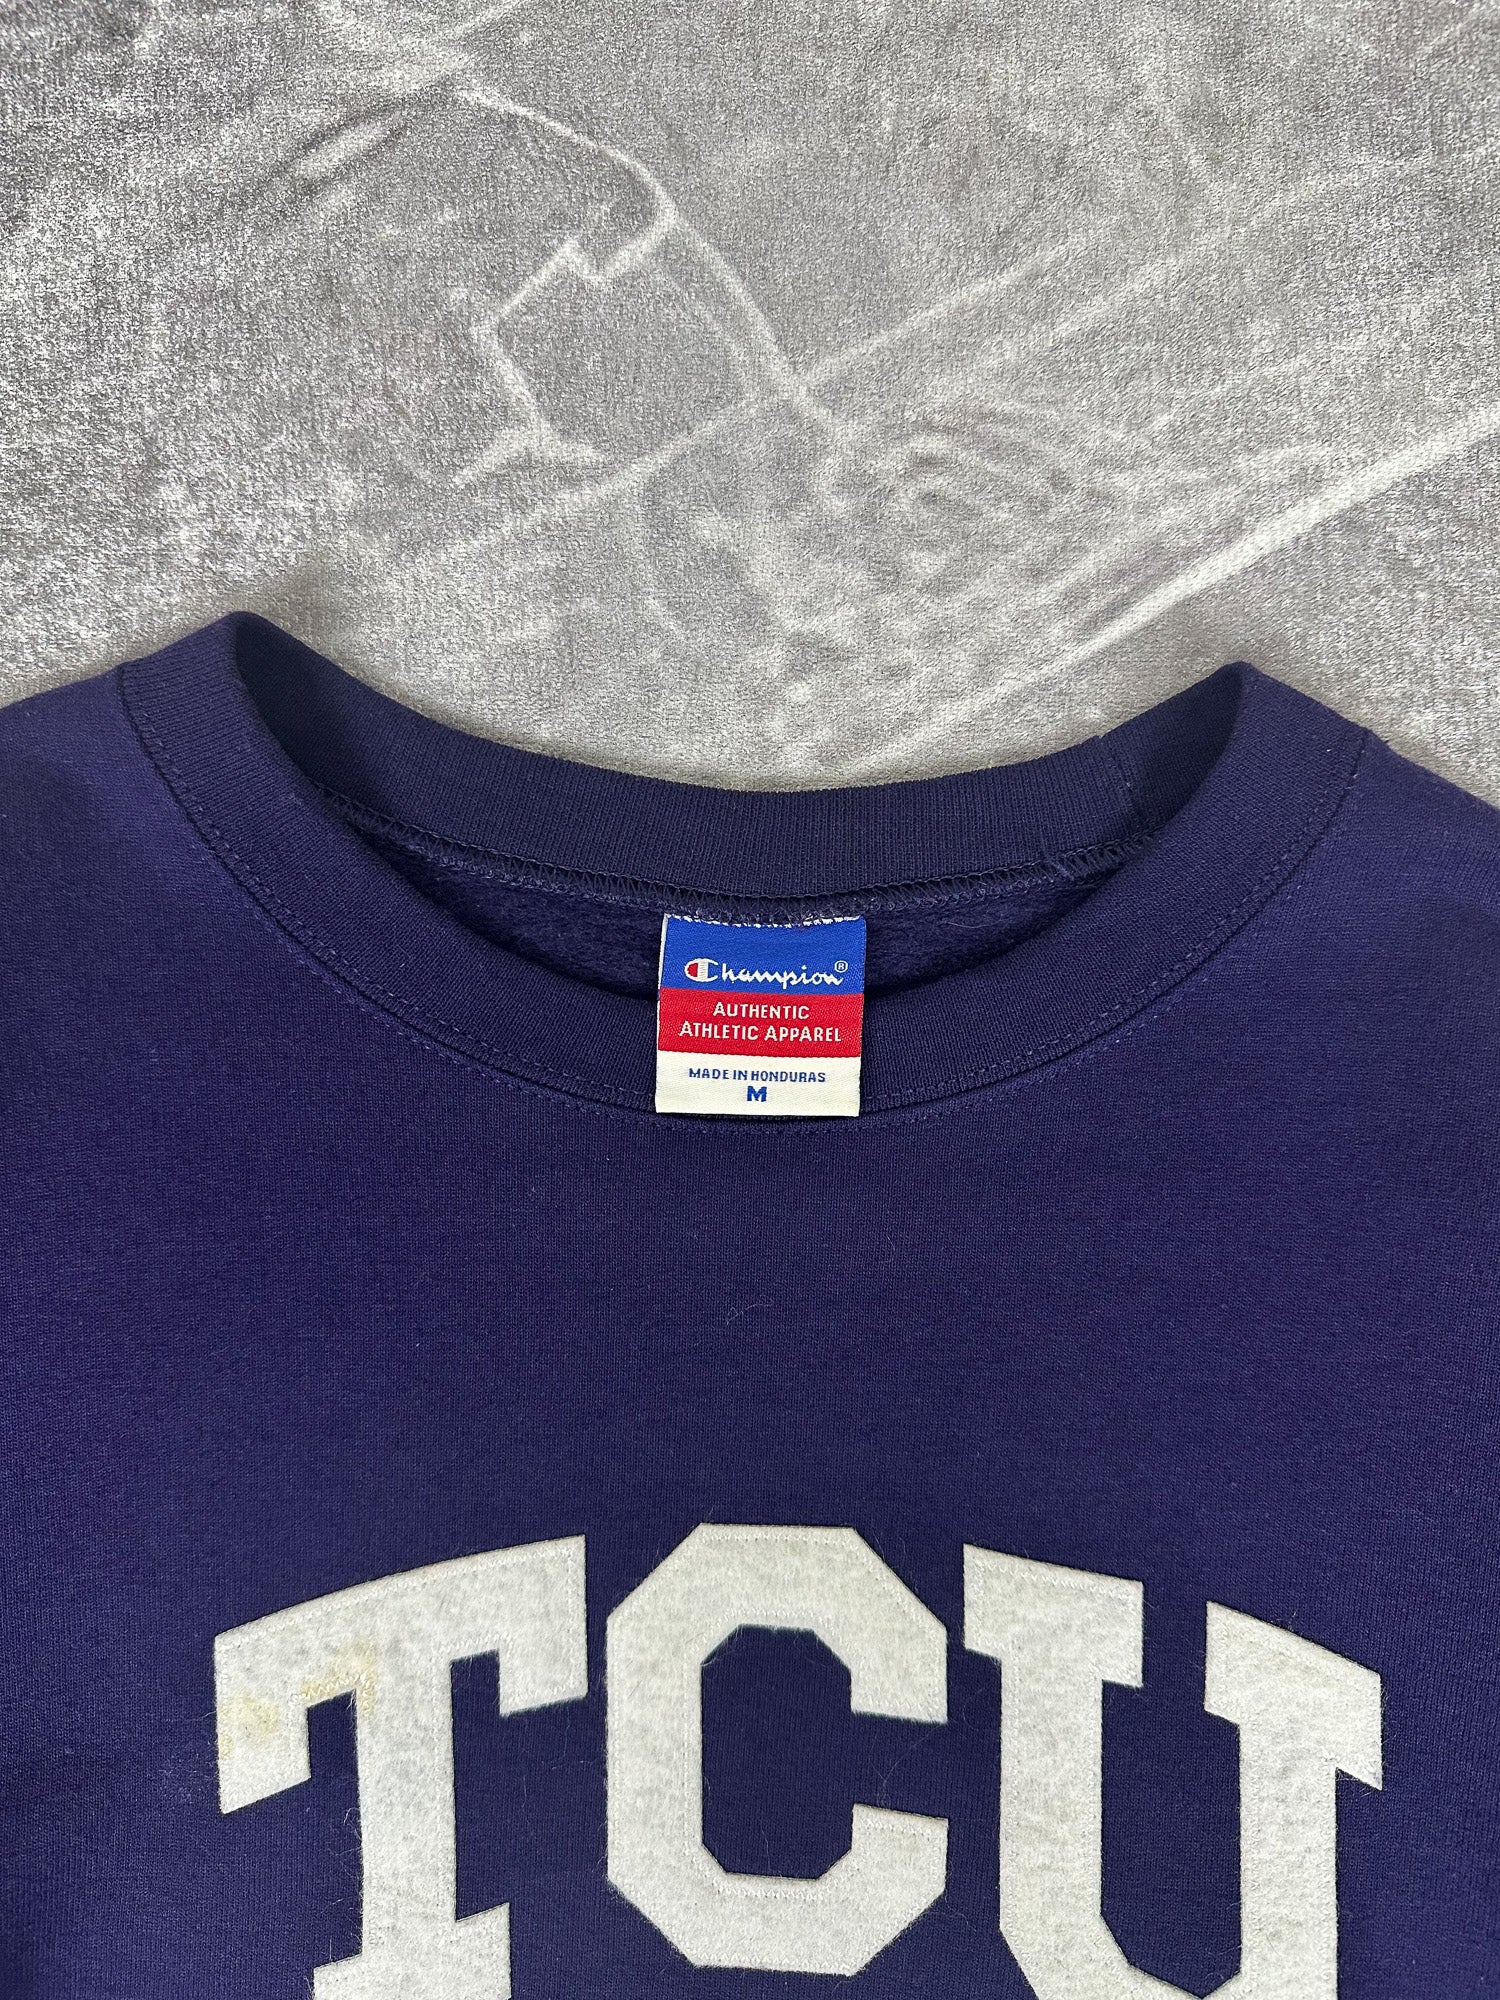 Champion®
AUTHENTIC
ATHLETIC APPAREL
MADE IN HONDURAS
M
TCU